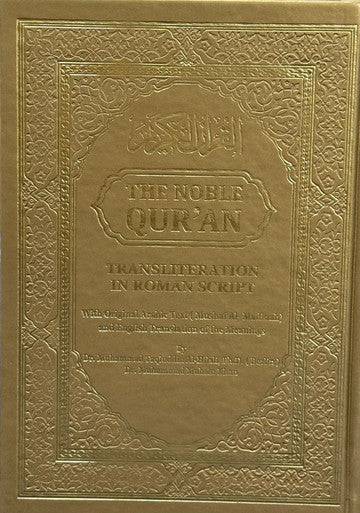 القرآن الكريم
THE NOBLE
QUR'AN
TRANSLITERATION
IN ROMAN SCRIPT
With Original Arabic Text (Mushaf Al-Madinah)
and English Translation of the Meanings
By
Dr. Muhammad Taqi-ud-Din Al-Hilali, Ph.D. (Berlin)
Dr. Muhammad Muhsin Khan